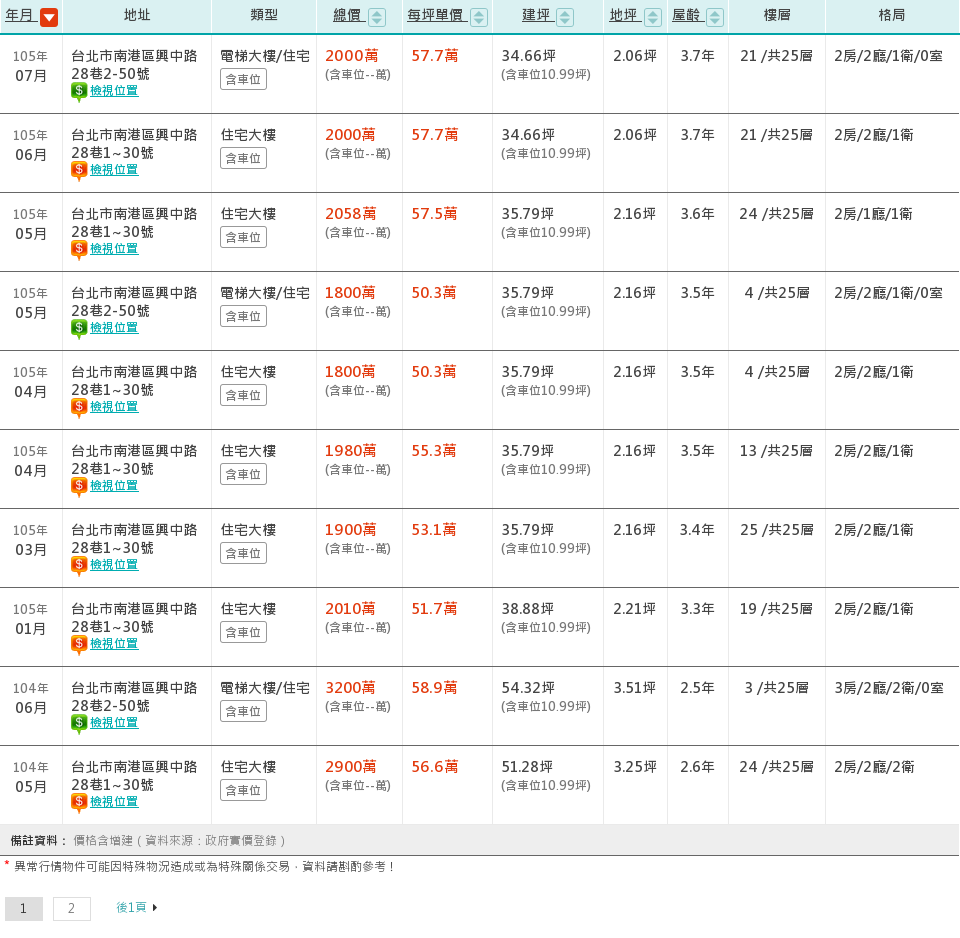 年月 地址 類型 總價 每坪單價 建坪 地坪 屋齡 樓層 格局
105年 台北市南港區興中路 電梯大樓/住宅 2000萬 57.7萬 34.66坪 2.06坪 3.7年 21 /共25層 2房/2廳/1衛/0室
07月 28巷2-50號 含車位 (含車位--萬) (含車位10.99坪)
$ 檢視位置
105年 台北市南港區興中路 住宅大樓 2000萬 57.7萬 34.66坪 2.06坪 3.7年 21 /共25層 2房/2廳/1衛
06月 28巷1~30號 含車位 (含車位--萬) (含車位10.99坪)
$ 檢視位置
105年 台北市南港區興中路 住宅大樓 2058萬 57.5萬 35.79坪 2.16坪 3.6年 24 /共25層 2房/1廳/1衛
05月 28巷1~30號 含車位 (含車位--萬) (含車位10.99坪)
$ 檢視位置
105年 台北市南港區興中路 電梯大樓/住宅 1800萬 50.3萬 35.79坪 2.16坪 3.5年 4 /共25層 2房/2廳/1衛/0室
05月 28巷2-50號 含車位 (含車位--萬) (含車位10.99坪)
$ 檢視位置
105年 台北市南港區興中路 住宅大樓 1800萬 50.3萬 35.79坪 2.16坪 3.5年 4 /共25層 2房/2廳/1衛
04月 28巷1~30號 含車位 (含車位--萬) (含車位10.99坪)
$ 檢視位置
105年 台北市南港區興中路 住宅大樓 1980萬 55.3萬 35.79坪 2.16坪 3.5年 13 /共25層 2房/2廳/1衛
04月 28巷1~30號 含車位 (含車位--萬) (含車位10.99坪)
$ 檢視位置
105年 台北市南港區興中路 住宅大樓 1900萬 53.1萬 35.79坪 2.16坪 3.4年 25 /共25層 2房/2廳/1衛
03月 28巷1~30號 含車位 (含車位--萬) (含車位10.99坪)
$ 檢視位置
105年 台北市南港區興中路 住宅大樓 2010萬 51.7萬 38.88坪 2.21坪 3.3年 19 /共25層 2房/2廳/1衛
01月 28巷1~30號 含車位 (含車位--萬) (含車位10.99坪)
$ 檢視位置
104年 台北市南港區興中路 電梯大樓/住宅 3200萬 58.9萬 54.32坪 3.51坪 2.5年 3 /共25層 3房/2廳/2衛/0室
06月 28巷2-50號 含車位 (含車位--萬) (含車位10.99坪)
$ 檢視位置
104年 台北市南港區興中路 住宅大樓 2900萬 56.6萬 51.28坪 3.25坪 2.6年 24 /共25層 2房/2廳/2衛
05月 28巷1~30號 含車位 (含車位--萬) (含車位10.99坪)
$ 檢視位置
備註資料： 價格含增建 ( 資料來源：政府實價登錄 )
* 異常行情物件可能因特殊物況造成或為特殊關係交易，資料請斟酌參考！
1 2 後1頁